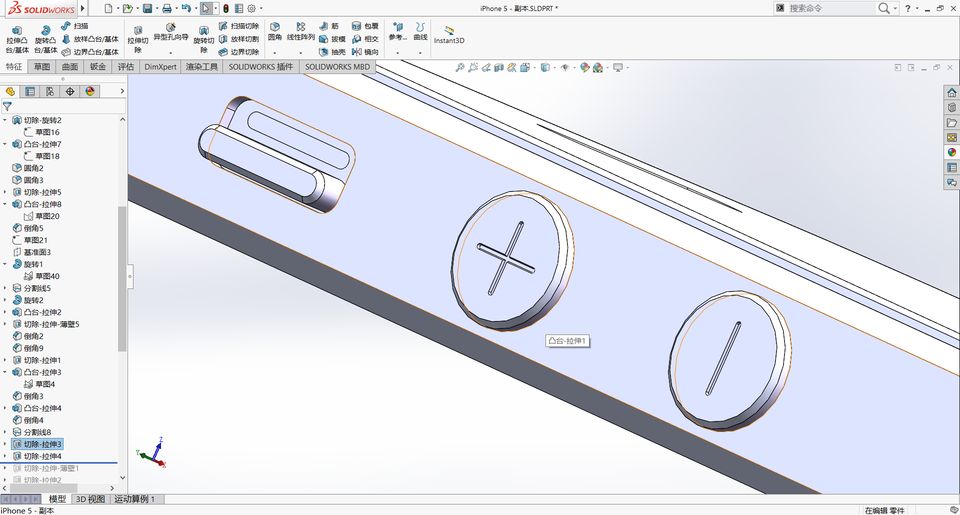 SOLIDWORKS
iPhone 5 - 副本.SLDPRT *
搜索命令
拉伸凸台/基体
旋转凸台/基体
扫描
放样凸台/基体
边界凸台/基体
拉伸切除
异型孔向导
旋转切除
扫描切除
放样切割
边界切除
圆角
线性阵列
筋
拔模
抽壳
包覆
相交
镜向
参考...
曲线
Instant3D
特征 草图 曲面 钣金 评估 DimXpert 渲染工具 SOLIDWORKS 插件 SOLIDWORKS MBD
切除-旋转2
草图16
凸台-拉伸7
草图18
圆角2
圆角3
切除-拉伸5
凸台-拉伸8
草图20
倒角5
草图21
基准面3
旋转1
草图40
分割线5
旋转2
凸台-拉伸2
切除-拉伸-薄壁5
倒角2
倒角9
切除-拉伸1
凸台-拉伸3
草图4
倒角3
凸台-拉伸4
倒角4
分割线8
切除-拉伸3
切除-拉伸4
切除-拉伸-薄壁1
切除-拉伸2
凸台-拉伸1
Z
Y
X
模型 3D 视图 运动算例 1
iPhone 5 - 副本
在编辑 零件